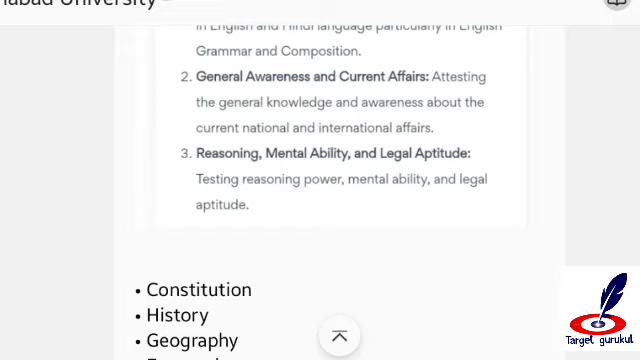 University
in English and Hindi language particularly in English
Grammar and Composition.
2. General Awareness and Current Affairs: Attesting
the general knowledge and awareness about the
current national and international affairs.
3. Reasoning, Mental Ability, and Legal Aptitude:
Testing reasoning power, mental ability, and legal
aptitude.
• Constitution
• History
• Geography
Target gurukul